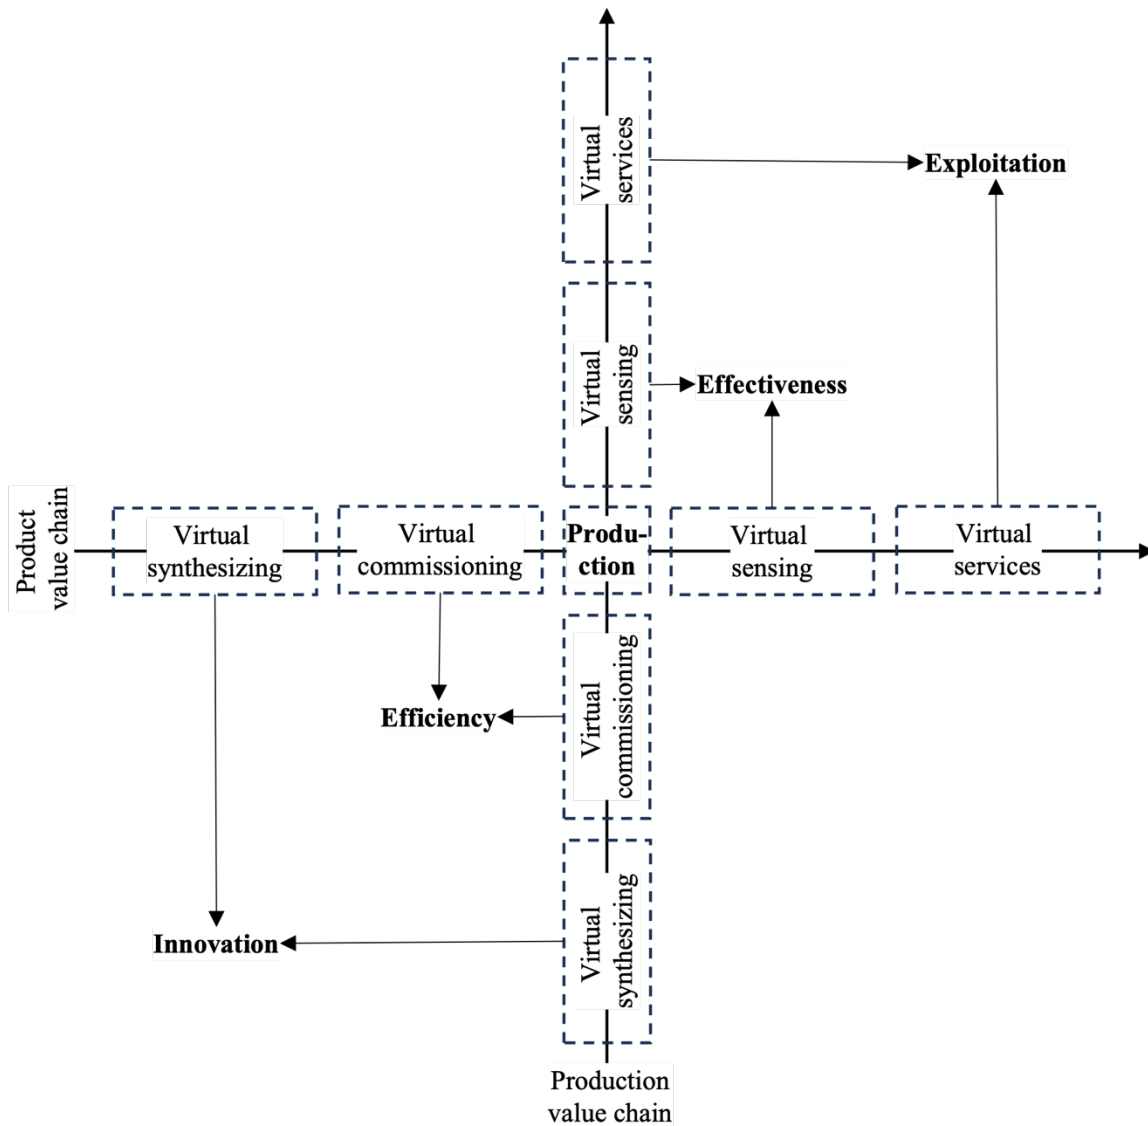 Virtual
services
Exploitation
Virtual
sensing
Effectiveness
Product
value chain
Virtual
synthesizing
Virtual
commissioning
Produ-
ction
Virtual
sensing
Virtual
services
Virtual
commissioning
Efficiency
Virtual
synthesizing
Innovation
Production
value chain